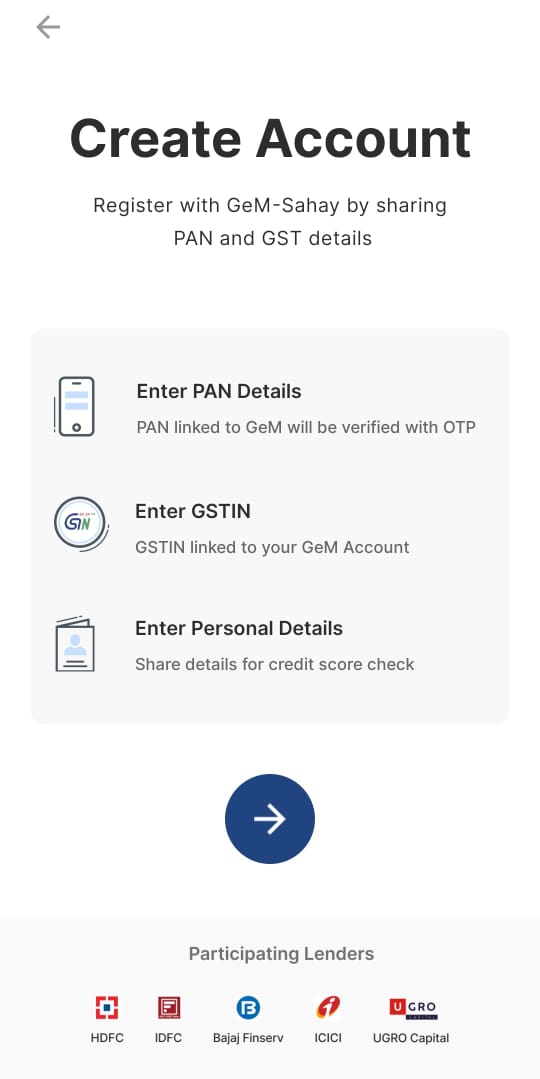 Create Account
Register with GeM-Sahay by sharing
PAN and GST details
Enter PAN Details
PAN linked to GeM will be verified with OTP
Enter GSTIN
GSTIN linked to your GeM Account
Enter Personal Details
Share details for credit score check
Participating Lenders
U GRO
HDFC IDFC Bajaj Finserv ICICI UGRO Capital